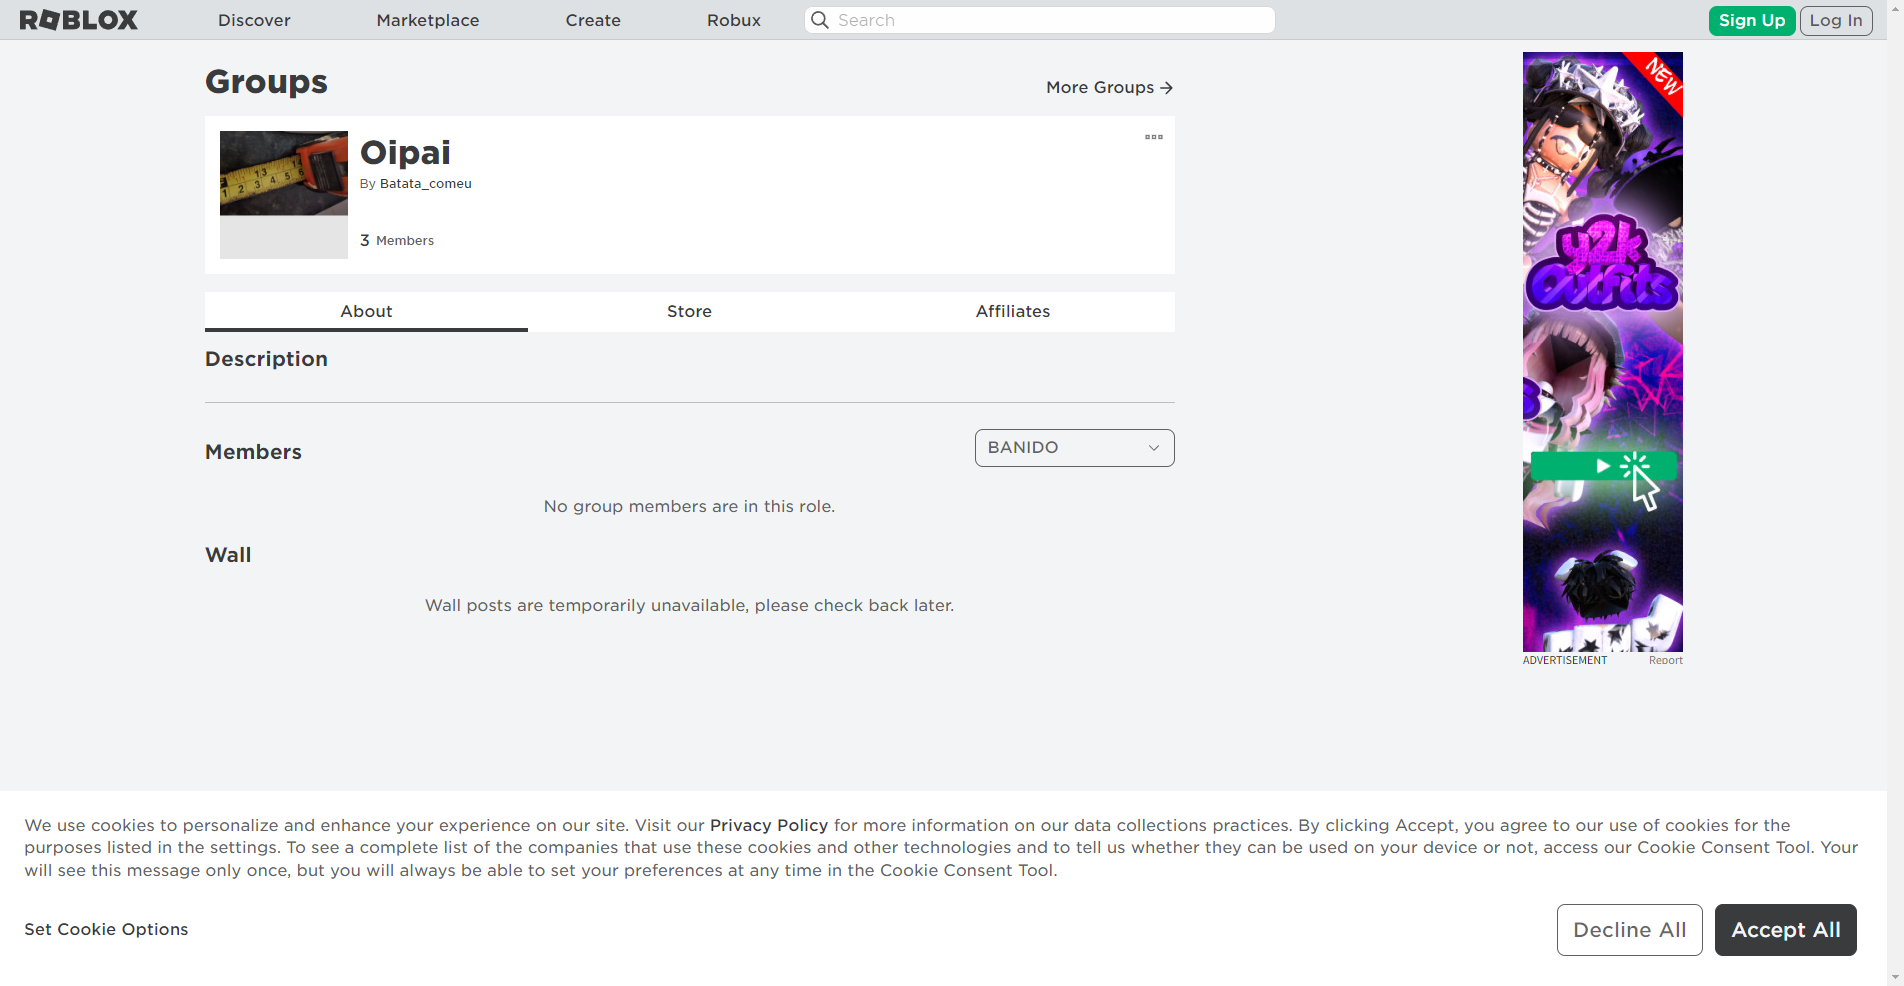 ROBLOX
Discover
Marketplace
Create
Robux
Search
Sign Up
Log In
Groups
More Groups
Oipai
By Batata_comeu
3 Members
About
Store
Affiliates
Description
Members
BANIDO
No group members are in this role.
Wall
Wall posts are temporarily unavailable, please check back later.
NEW
y2k
Outfits
ADVERTISEMENT
Report
We use cookies to personalize and enhance your experience on our site. Visit our Privacy Policy for more information on our data collections practices. By clicking Accept, you agree to our use of cookies for the
purposes listed in the settings. To see a complete list of the companies that use these cookies and other technologies and to tell us whether they can be used on your device or not, access our Cookie Consent Tool. Your
will see this message only once, but you will always be able to set your preferences at any time in the Cookie Consent Tool.
Set Cookie Options
Decline All
Accept All